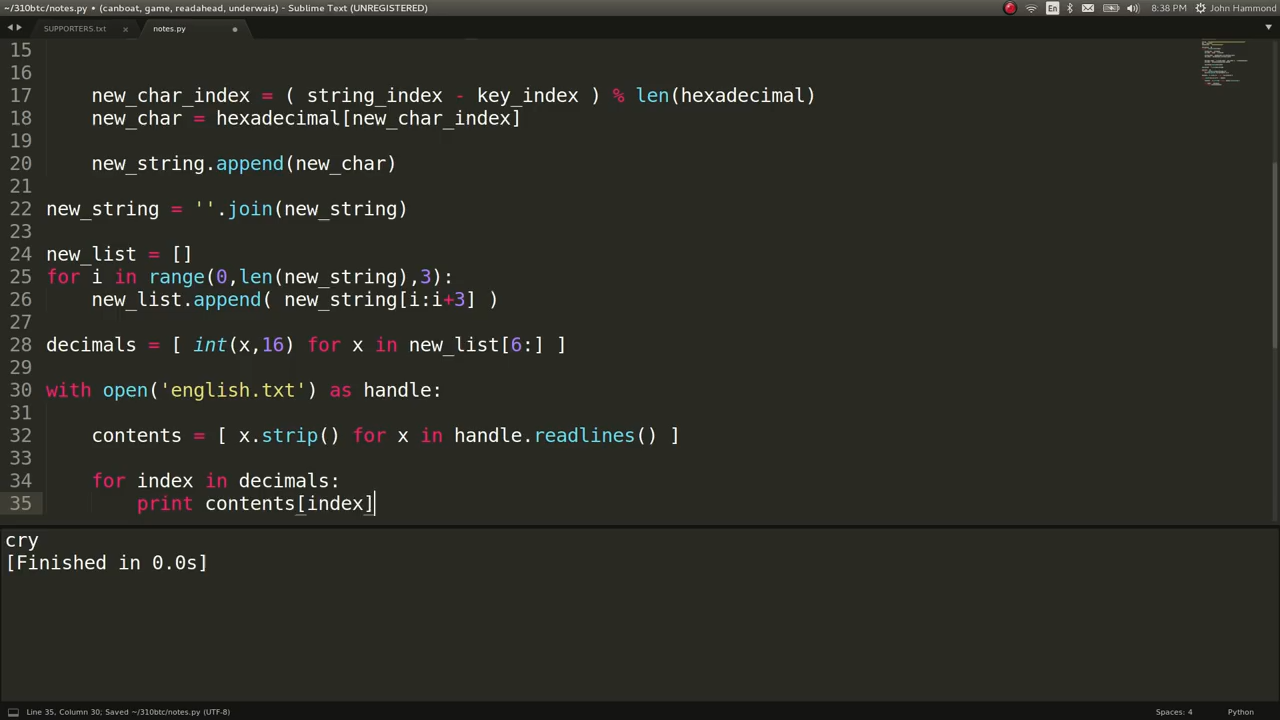 ~/310btc/notes.py • (canboat, game, readahead, underwais) - Sublime Text (UNREGISTERED)
En
8:38 PM
John Hammond
SUPPORTERS.txt
notes.py
15
16
17 new_char_index = ( string_index - key_index ) % len(hexadecimal)
18 new_char = hexadecimal[new_char_index]
19
20 new_string.append(new_char)
21
22 new_string = ''.join(new_string)
23
24 new_list = []
25 for i in range(0,len(new_string),3):
26 new_list.append( new_string[i:i+3] )
27
28 decimals = [ int(x,16) for x in new_list[6:] ]
29
30 with open('english.txt') as handle:
31
32 contents = [ x.strip() for x in handle.readlines() ]
33
34 for index in decimals:
35 print contents[index]
cry
[Finished in 0.0s]
Line 35, Column 30; Saved ~/310btc/notes.py (UTF-8)
Spaces: 4
Python